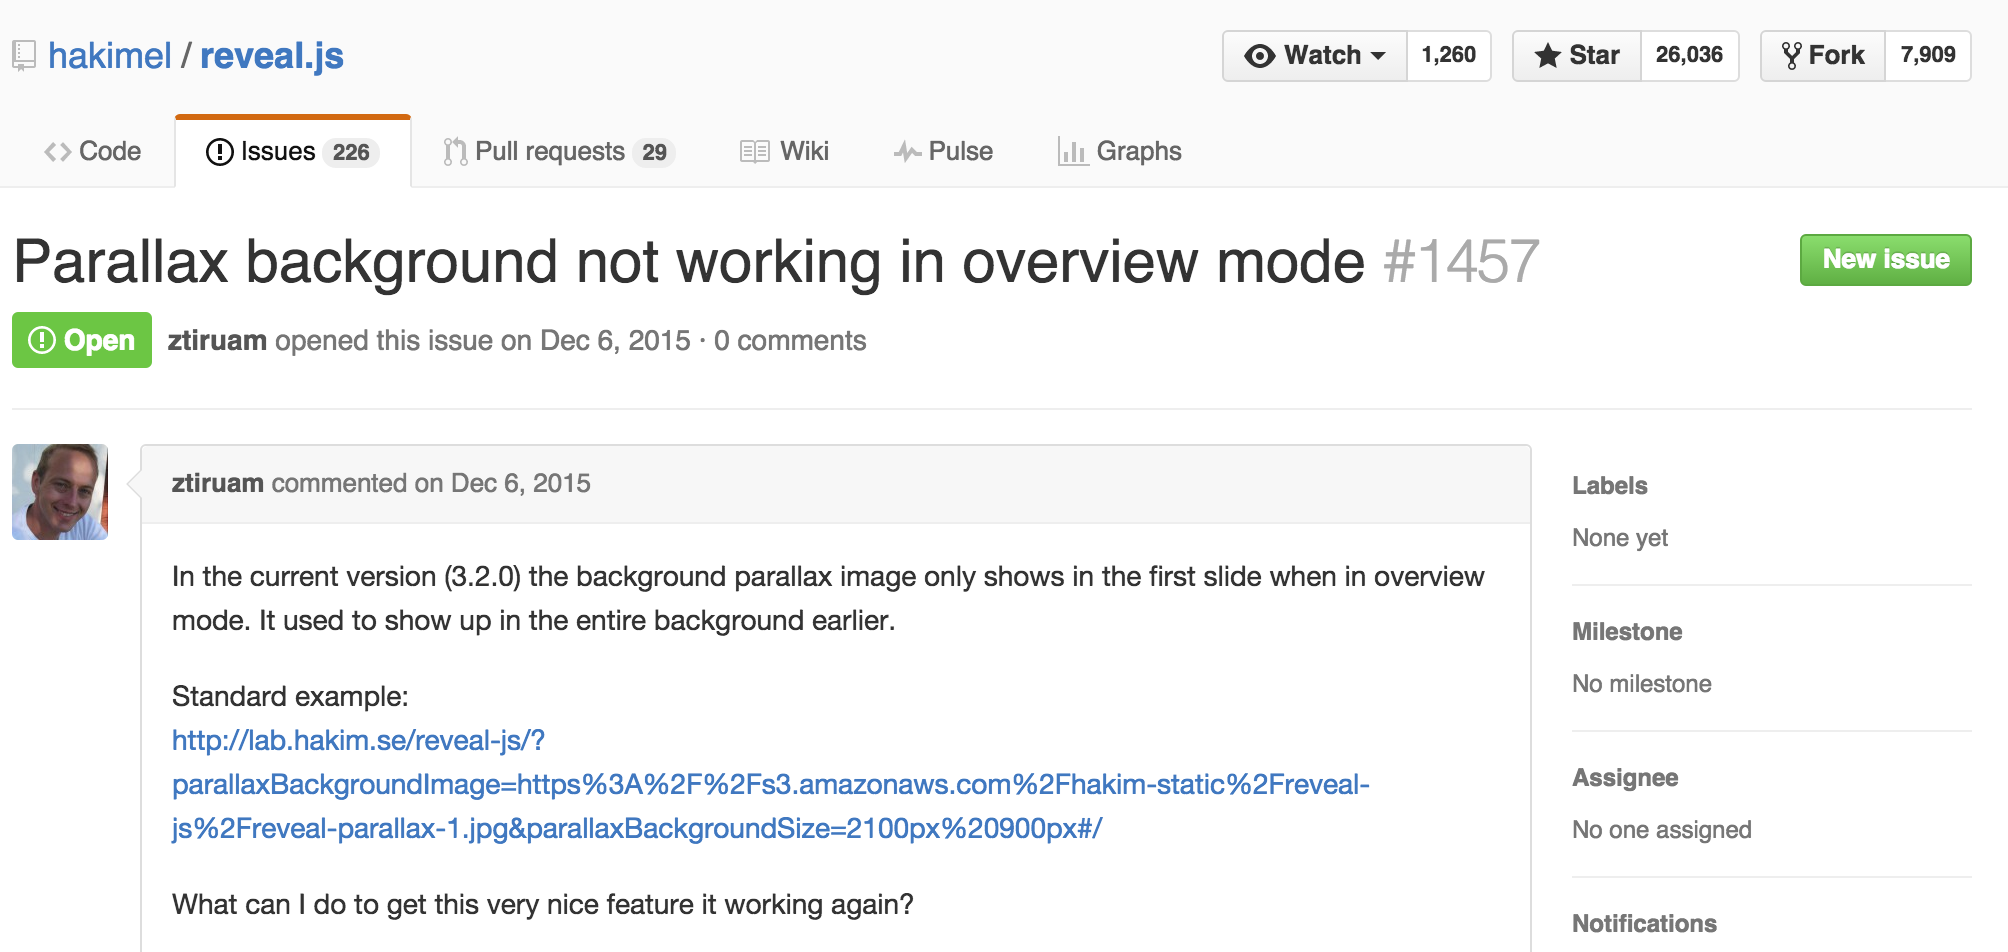 hakimel / reveal.js
Watch 1,260 Star 26,036 Fork 7,909
Code Issues 226 Pull requests 29 Wiki Pulse Graphs
Parallax background not working in overview mode #1457
New issue
Open ztiruam opened this issue on Dec 6, 2015 · 0 comments
ztiruam commented on Dec 6, 2015
In the current version (3.2.0) the background parallax image only shows in the first slide when in overview
mode. It used to show up in the entire background earlier.
Standard example:
http://lab.hakim.se/reveal-js/?
parallaxBackgroundImage=https%3A%2F%2Fs3.amazonaws.com%2Fhakim-static%2Freveal-
js%2Freveal-parallax-1.jpg&parallaxBackgroundSize=2100px%20900px#/
What can I do to get this very nice feature it working again?
Labels
None yet
Milestone
No milestone
Assignee
No one assigned
Notifications